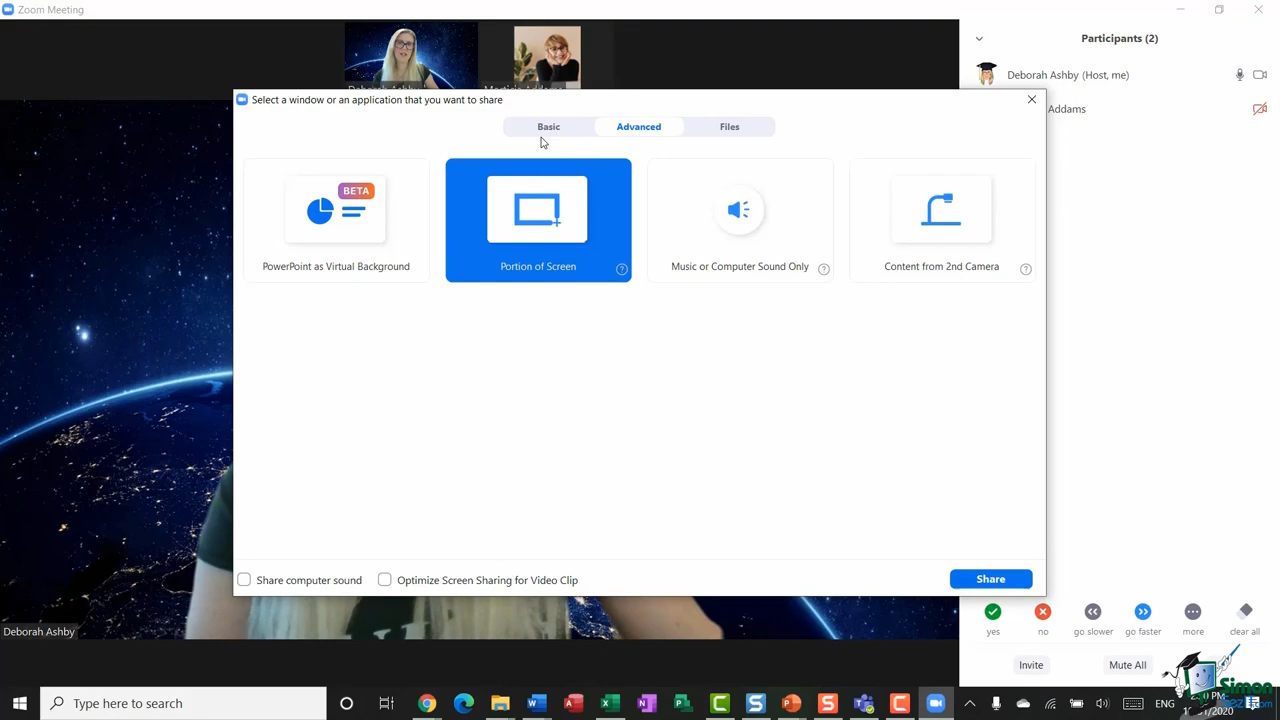 Zoom Meeting
Participants (2)
Deborah Ashby (Host, me)
Addams
Deborah Ashby
Select a window or an application that you want to share
Basic
Advanced
Files
BETA
PowerPoint as Virtual Background
Portion of Screen
Music or Computer Sound Only
Content from 2nd Camera
Share computer sound
Optimize Screen Sharing for Video Clip
Share
Deborah Ashby
yes
no
go slower
go faster
more
clear all
Invite
Mute All
Type here to search
ENG
Simon